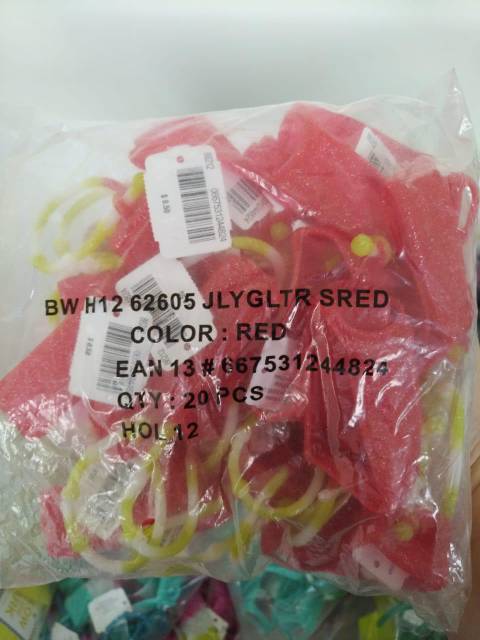 BW H12 62605 JLYGLTR SRED
COLOR : RED
EAN 13 # 667531244824
QTY : 20 PCS
HOL 12